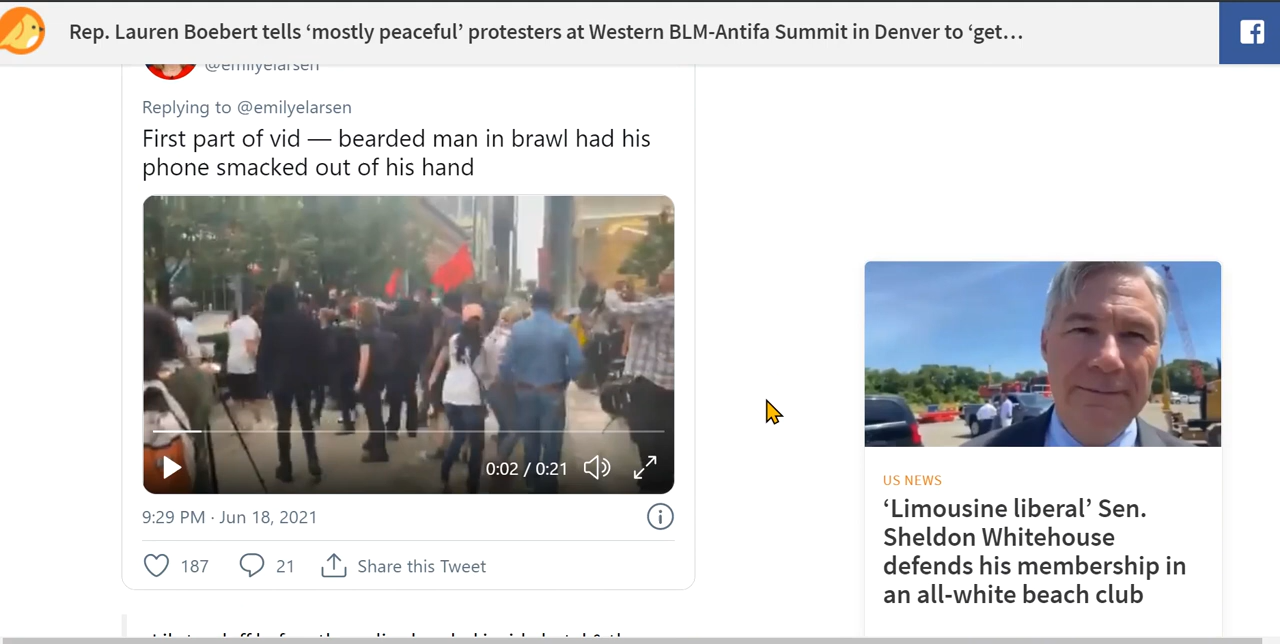 Rep. Lauren Boebert tells ‘mostly peaceful’ protesters at Western BLM-Antifa Summit in Denver to ‘get…
@emilyelarsen
Replying to @emilyelarsen
First part of vid — bearded man in brawl had his
phone smacked out of his hand
0:02 / 0:21
9:29 PM · Jun 18, 2021
187
21
Share this Tweet
US NEWS
‘Limousine liberal’ Sen.
Sheldon Whitehouse
defends his membership in
an all-white beach club